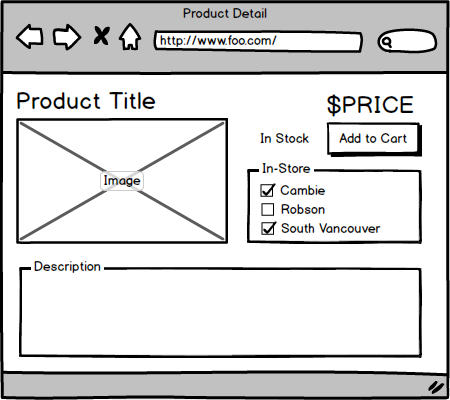 Product Detail
http://www.foo.com/
Product Title
$PRICE
In Stock
Add to Cart
Image
In-Store
Cambie
Robson
South Vancouver
Description